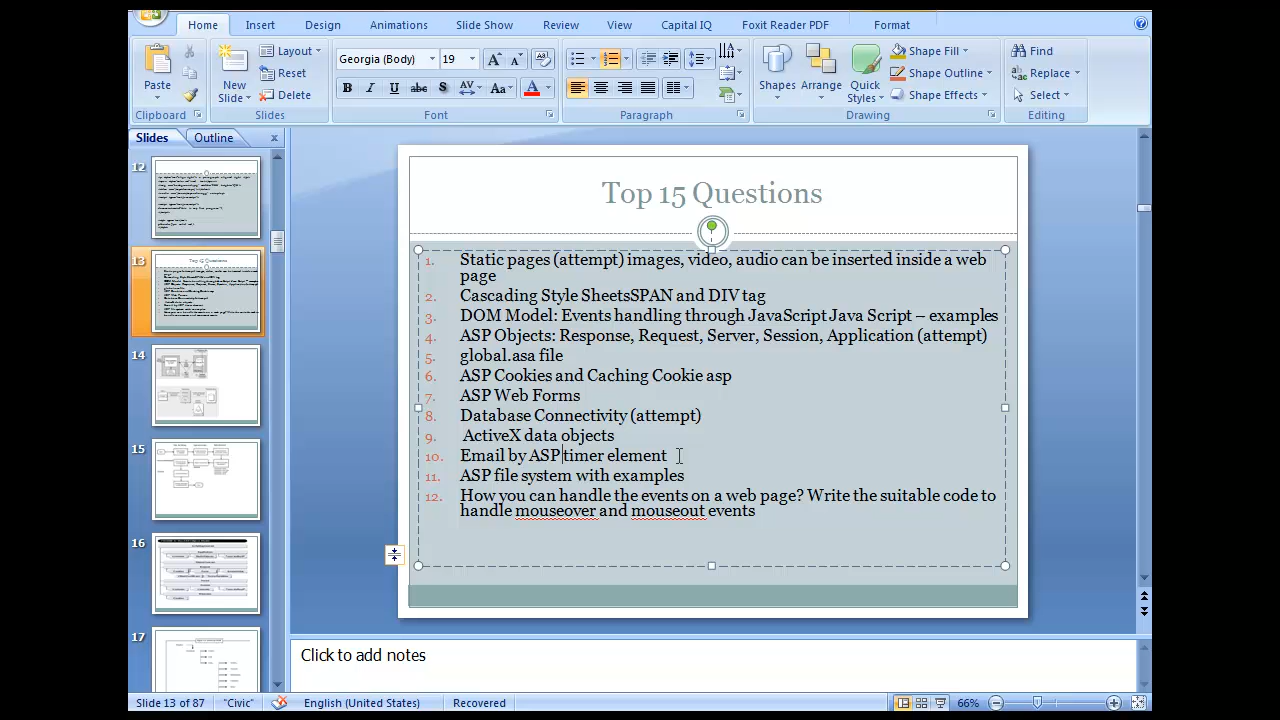 Home Insert Design Animations Slide Show Review View Capital IQ Foxit Reader PDF Format
Paste
Clipboard
New Slide
Layout
Reset
Delete
Slides
Georgia (Body) 19
B I U abc S AV Aa A
Font
Paragraph
Shapes Arrange Quick Styles
Shape Fill
Shape Outline
Shape Effects
Drawing
Find
Replace
Select
Editing
Slides Outline
12
13
14
15
16
17
Top 15 Questions
1. Static pages (attempt) images, video, audio can be inserted inside a web
page
2. Cascading Style SheetsSPAN and DIV tag
3. DOM Model: Events handling through JavaScript Java Script – examples
4. ASP Objects: Response, Request, Server, Session, Application (attempt)
5. global.asa file
6. ASP Cookies and Caching Cookie asp
7. ASP Web Forms
8. Database Connectivity (attempt)
9. ActiveX data objects
10. Email by ASP timer element
11. ASP file system with examples
12. How you can handle the events on a web page? Write the suitable code to
handle mouseover and mouseout events
Click to add notes
Slide 13 of 87 "Civic" English (United States) Recovered 66%